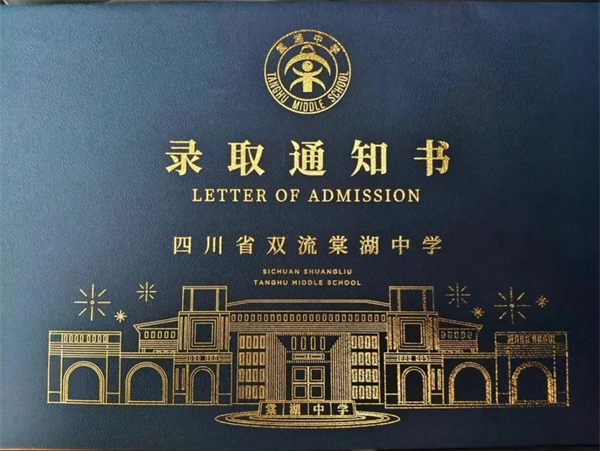 棠湖中学
TANGHU MIDDLE SCHOOL
录取通知书
LETTER OF ADMISSION
四川省双流棠湖中学
SICHUAN SHUANGLIU
TANGHU MIDDLE SCHOOL
棠湖中学